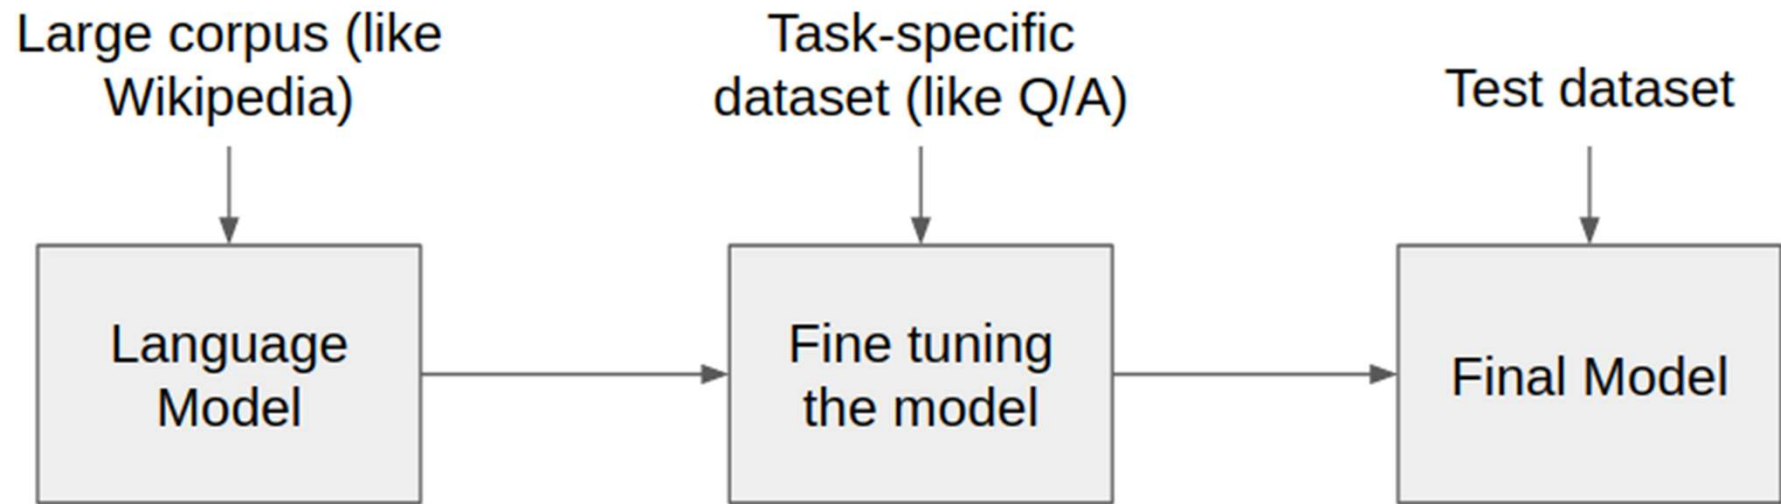 Large corpus (like
Wikipedia)
Task-specific
dataset (like Q/A)
Test dataset
Language
Model
Fine tuning
the model
Final Model